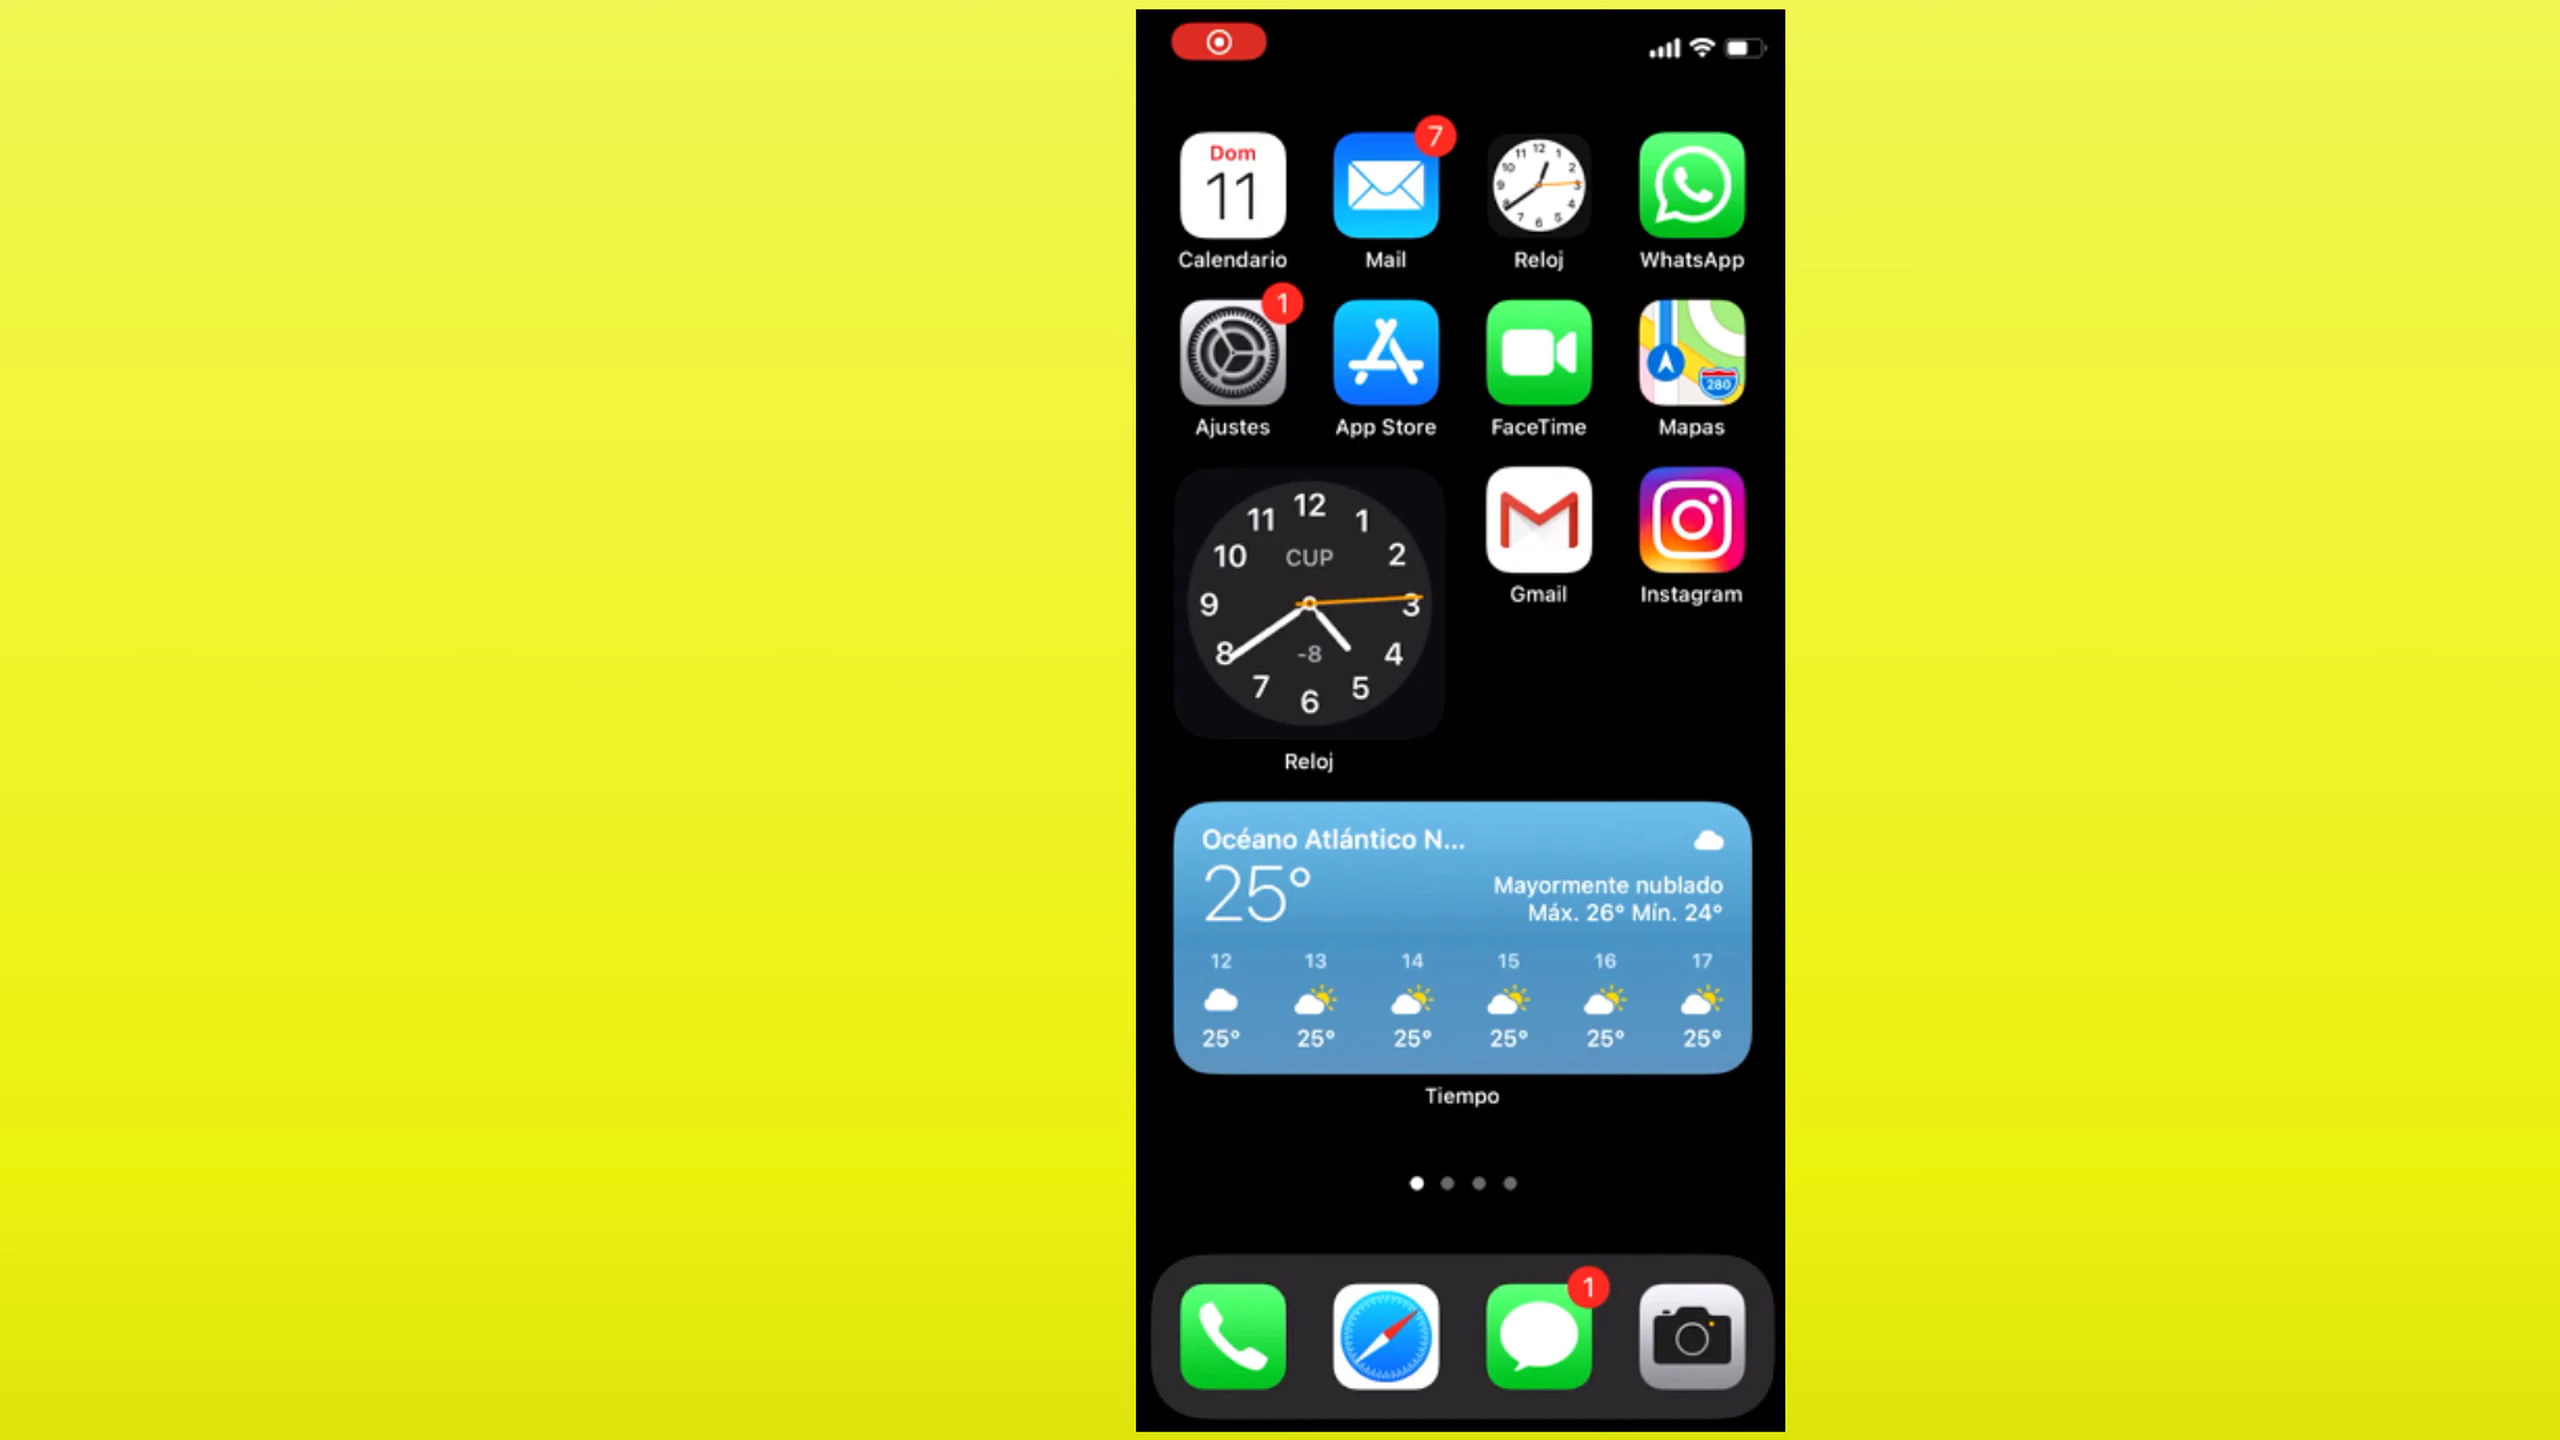 Dom
11
7
Calendario
Mail
Reloj
WhatsApp
1
280
Ajustes
App Store
FaceTime
Mapas
12
11
1
10
CUP
2
9
3
8
-8
4
7
5
6
Gmail
Instagram
Reloj
Océano Atlántico N...
25°
Mayormente nublado
Máx. 26° Mín. 24°
12 13 14 15 16 17
25° 25° 25° 25° 25° 25°
Tiempo
1